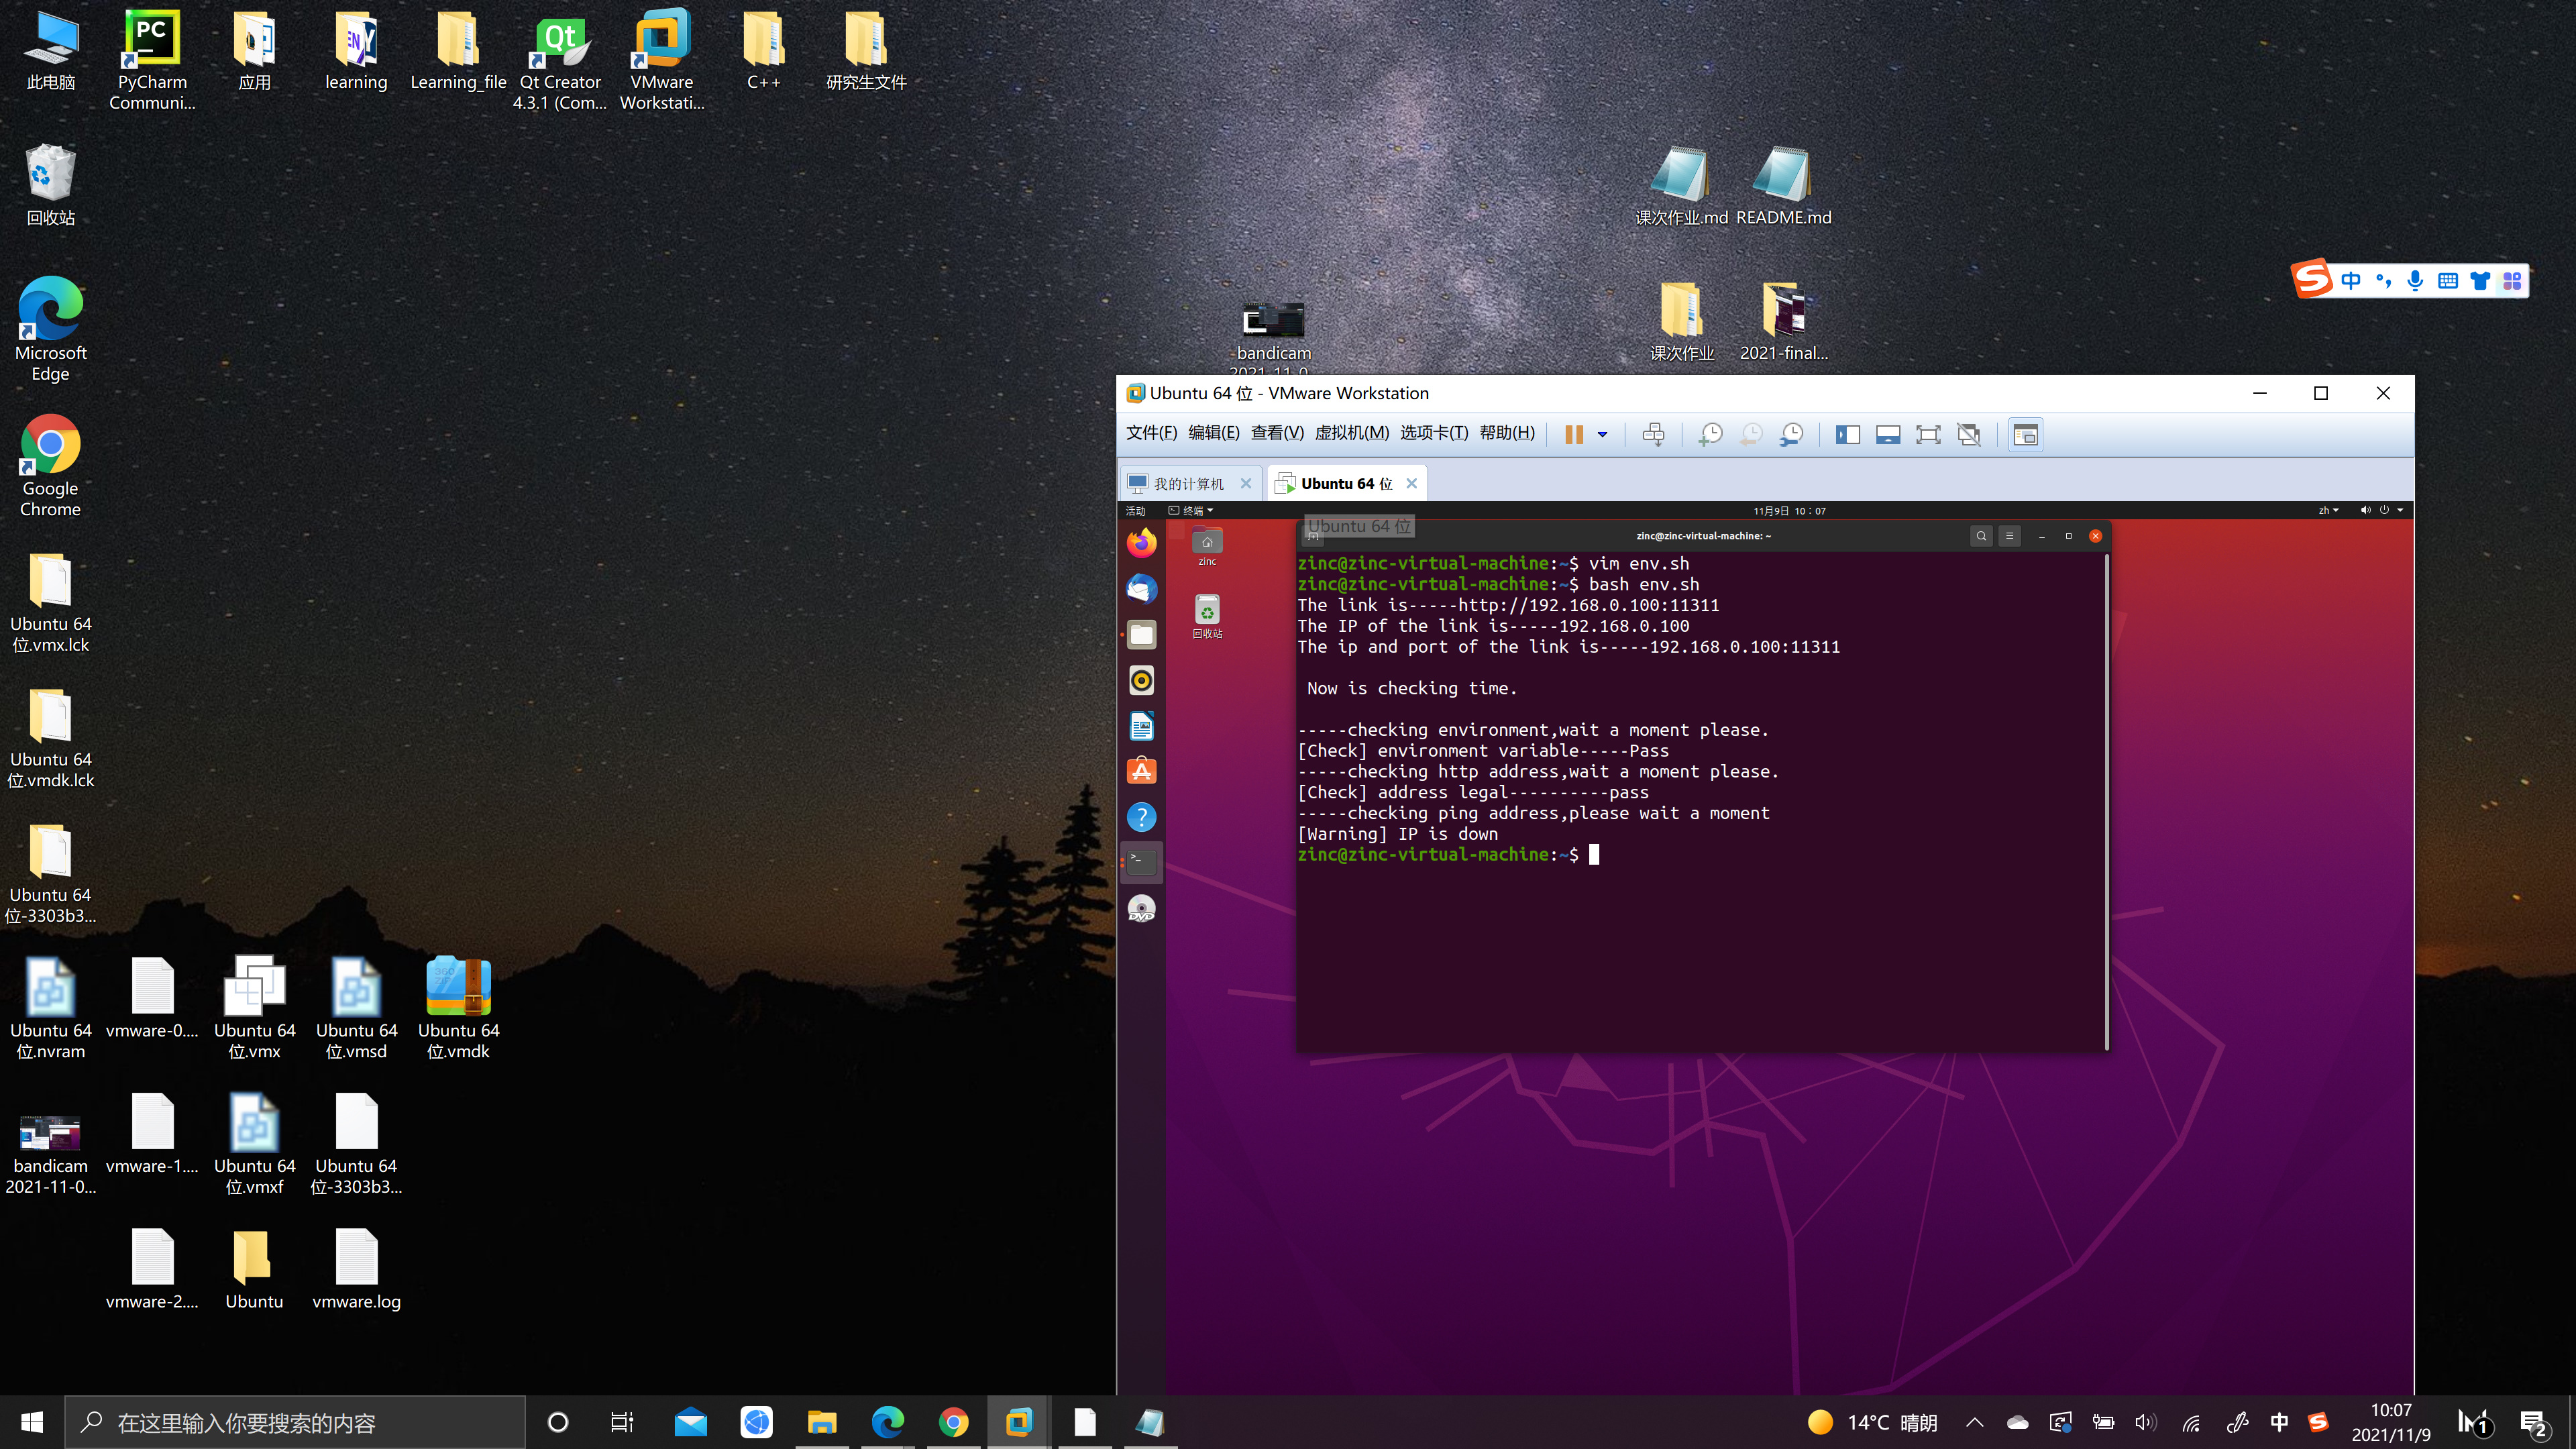 此电脑
PyCharm
Communi...
应用
learning
Learning_file
Qt Creator
4.3.1 (Com...
VMware
Workstati...
C++
研究生文件
回收站
课次作业.md
README.md
Microsoft
Edge
bandicam
课次作业
2021-final...
Google
Chrome
Ubuntu 64
位.vmx.lck
Ubuntu 64
位.vmdk.lck
Ubuntu 64
位-3303b3...
Ubuntu 64
位.nvram
vmware-0....
Ubuntu 64
位.vmx
Ubuntu 64
位.vmsd
Ubuntu 64
位.vmdk
bandicam
2021-11-0...
vmware-1....
Ubuntu 64
位.vmxf
Ubuntu 64
位-3303b3...
vmware-2....
Ubuntu
vmware.log
中
Ubuntu 64 位 - VMware Workstation
文件(F) 编辑(E) 查看(V) 虚拟机(M) 选项卡(T) 帮助(H)
我的计算机
Ubuntu 64 位
活动
终端
11月9日 10：07
zh
Ubuntu 64 位
zinc@zinc-virtual-machine: ~
zinc
回收站
zinc@zinc-virtual-machine:~$ vim env.sh
zinc@zinc-virtual-machine:~$ bash env.sh
The link is-----http://192.168.0.100:11311
The IP of the link is-----192.168.0.100
The ip and port of the link is-----192.168.0.100:11311
Now is checking time.
-----checking environment,wait a moment please.
[Check] environment variable-----Pass
-----checking http address,wait a moment please.
[Check] address legal----------pass
-----checking ping address,please wait a moment
[Warning] IP is down
zinc@zinc-virtual-machine:~$
DVD
在这里输入你要搜索的内容
14°C 晴朗
中
10:07
2021/11/9
1
2